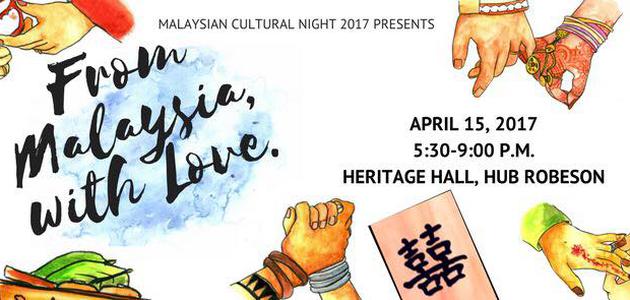 MALAYSIAN CULTURAL NIGHT 2017 PRESENTS
From
Malaysia,
with Love.
APRIL 15, 2017
5:30-9:00 P.M.
HERITAGE HALL, HUB ROBESON
囍